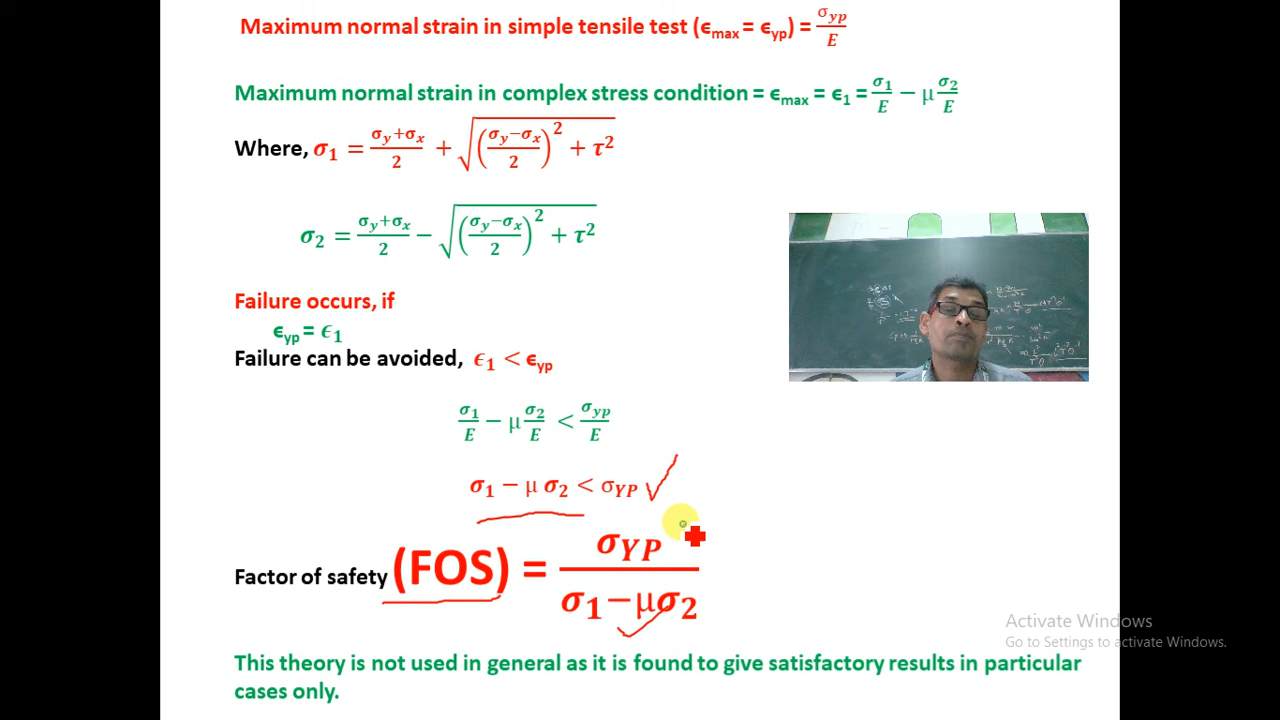 Maximum normal strain in simple tensile test (ϵmax = ϵyp) = σyp/E
Maximum normal strain in complex stress condition = ϵmax = ϵ1 = σ1/E − μ σ2/E
Where, σ1 = (σy+σx)/2 + √(((σy−σx)/2)² + τ²)
σ2 = (σy+σx)/2 − √(((σy−σx)/2)² + τ²)
Failure occurs, if
ϵyp = ϵ1
Failure can be avoided, ϵ1 < ϵyp
σ1/E − μ σ2/E < σyp/E
σ1 − μ σ2 < σYP
Factor of safety (FOS) = σYP/(σ1−μσ2)
Activate Windows
Go to Settings to activate Windows.
This theory is not used in general as it is found to give satisfactory results in particular
cases only.